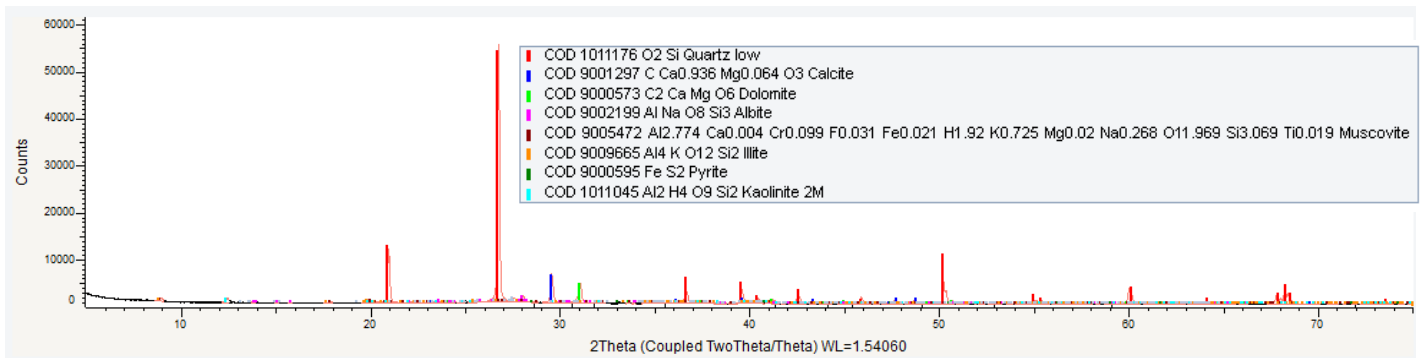 60000
50000
40000
30000
20000
10000
0
Counts
COD 1011176 O2 Si Quartz low
COD 9001297 C Ca0.936 Mg0.064 O3 Calcite
COD 9000573 C2 Ca Mg O6 Dolomite
COD 9002199 Al Na O8 Si3 Albite
COD 9005472 Al2.774 Ca0.004 Cr0.099 F0.031 Fe0.021 H1.92 K0.725 Mg0.02 Na0.268 O11.969 Si3.069 Ti0.019 Muscovite
COD 9009665 Al4 K O12 Si2 Illite
COD 9000595 Fe S2 Pyrite
COD 1011045 Al2 H4 O9 Si2 Kaolinite 2M
10 20 30 40 50 60 70
2Theta (Coupled TwoTheta/Theta) WL=1.54060